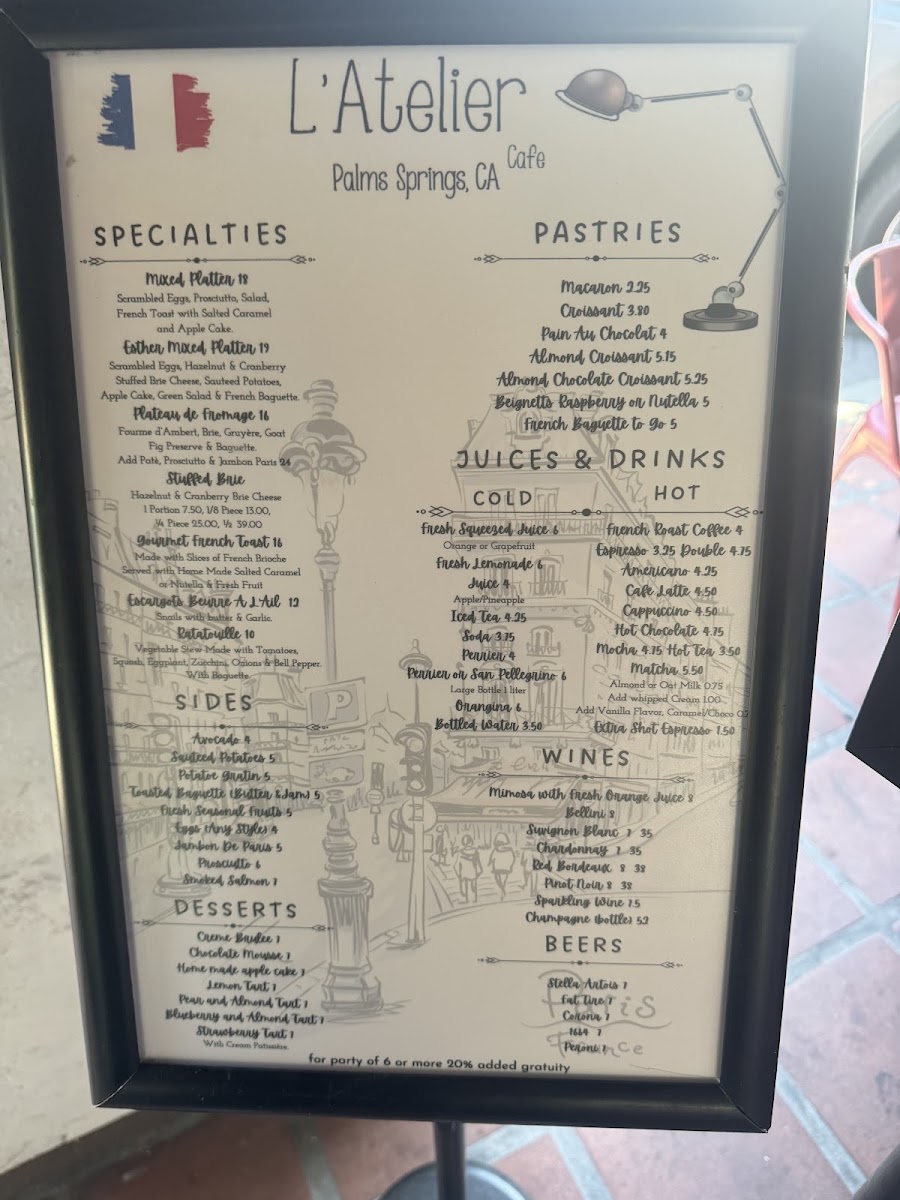 L'Atelier
Cafe
Palms Springs, CA
SPECIALTIES
Mixed Platter 18
Scrambled Eggs, Prosciutto, Salad,
French Toast with Salted Caramel
and Apple Cake.
Esther Mixed Platter 19
Scrambled Eggs, Hazelnut & Cranberry
Stuffed Brie Cheese, Sauteed Potatoes,
Apple Cake, Green Salad & French Baguette.
Plateau de Fromage 16
Fourme d'Ambert, Brie, Gruyère, Goat
Fig Preserve & Baguette.
Add Patè, Prosciutto & Jambon Paris 24
Stuffed Brie
Hazelnut & Cranberry Brie Cheese
1 Portion 7.50, 1/8 Piece 13.00,
¼ Piece 25.00, ½ 39.00
Gourmet French Toast 16
Made with Slices of French Brioche
Served with Home Made Salted Caramel
or Nutella & Fresh Fruit
Escargots Beurre A L'Ail 12
Snails with butter & Garlic.
Ratatouille 10
Vegetable Stew Made with Tomatoes,
Squash, Eggplant, Zucchini, Onions & Bell Pepper.
With Baguette
SIDES
Avocado 4
Sauteed Potatoes 5
Potatoe Gratin 5
Toasted Baguette (Butter &Jam) 5
Fresh Seasonal Fruits 5
Eggs (Any Style) 4
Jambon De Paris 5
Prosciutto 6
Smoked Salmon 7
DESSERTS
Creme Brulee 7
Chocolate Mousse 7
Home made apple cake 7
Lemon Tart 7
Pear and Almond Tart 7
Blueberry and Almond Tart 7
Strawberry Tart 7
With Cream Patissière.
PASTRIES
Macaron 2.25
Croissant 3.80
Pain Au Chocolat 4
Almond Croissant 5.15
Almond Chocolate Croissant 5.25
Beignetts Raspberry or Nutella 5
French Baguette to Go 5
JUICES & DRINKS
COLD
Fresh Squeezed Juice 6
Orange or Grapefruit
Fresh Lemonade 6
Juice 4
Apple/Pineapple
Iced Tea 4.25
Soda 3.75
Perrier 4
Perrier or San Pellegrino 6
Large Bottle 1 liter
Orangina 6
Bottled Water 3.50
HOT
French Roast Coffee 4
Espresso 3.25 Double 4.75
Americano 4.25
Cafe Latte 4.50
Cappuccino 4.50
Hot Chocolate 4.75
Mocha 4.75 Hot Tea 3.50
Matcha 5.50
Almond or Oat Milk 0.75
Add whipped Cream 1.00
Add Vanilla Flavor, Caramel/Choco
Extra Shot Espresso 1.50
WINES
Mimosa with Fresh Orange Juice 8
Bellini 8
Suvignon Blanc 7 35
Chardonnay 7 35
Red Bordeaux 8 38
Pinot Noir 8 38
Sparkling Wine 7.5
Champagne (bottle) 52
BEERS
Stella Artois 7
Fat Tire 7
Corona 7
1664 7
Peroni 7
Paris
France
P
for party of 6 or more 20% added gratuity